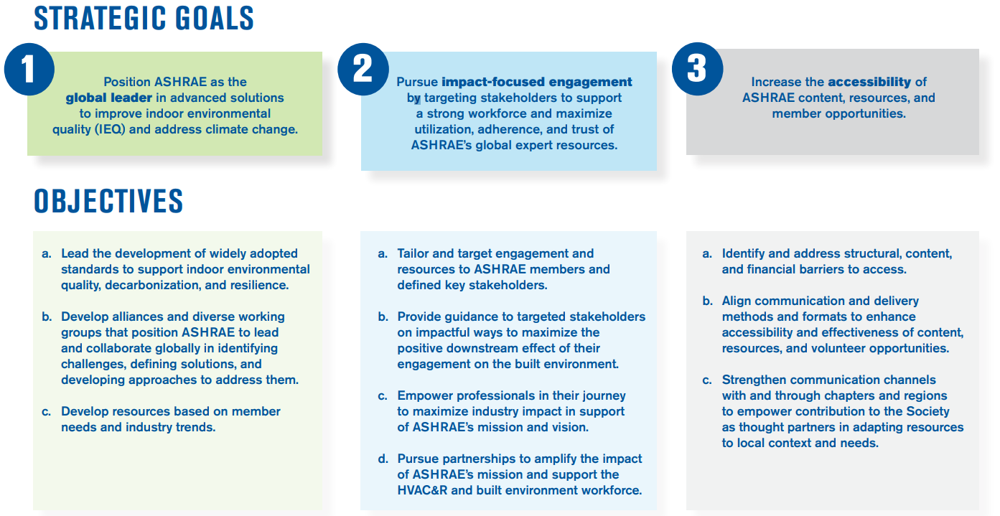 STRATEGIC GOALS
1
Position ASHRAE as the
global leader in advanced solutions
to improve indoor environmental
quality (IEQ) and address climate change.
2
Pursue impact-focused engagement
by targeting stakeholders to support
a strong workforce and maximize
utilization, adherence, and trust of
ASHRAE's global expert resources.
3
Increase the accessibility of
ASHRAE content, resources, and
member opportunities.
OBJECTIVES
a. Lead the development of widely adopted
standards to support indoor environmental
quality, decarbonization, and resilience.
b. Develop alliances and diverse working
groups that position ASHRAE to lead
and collaborate globally in identifying
challenges, defining solutions, and
developing approaches to address them.
c. Develop resources based on member
needs and industry trends.
a. Tailor and target engagement and
resources to ASHRAE members and
defined key stakeholders.
b. Provide guidance to targeted stakeholders
on impactful ways to maximize the
positive downstream effect of their
engagement on the built environment.
c. Empower professionals in their journey
to maximize industry impact in support
of ASHRAE's mission and vision.
d. Pursue partnerships to amplify the impact
of ASHRAE's mission and support the
HVAC&R and built environment workforce.
a. Identify and address structural, content,
and financial barriers to access.
b. Align communication and delivery
methods and formats to enhance
accessibility and effectiveness of content,
resources, and volunteer opportunities.
c. Strengthen communication channels
with and through chapters and regions
to empower contribution to the Society
as thought partners in adapting resources
to local context and needs.